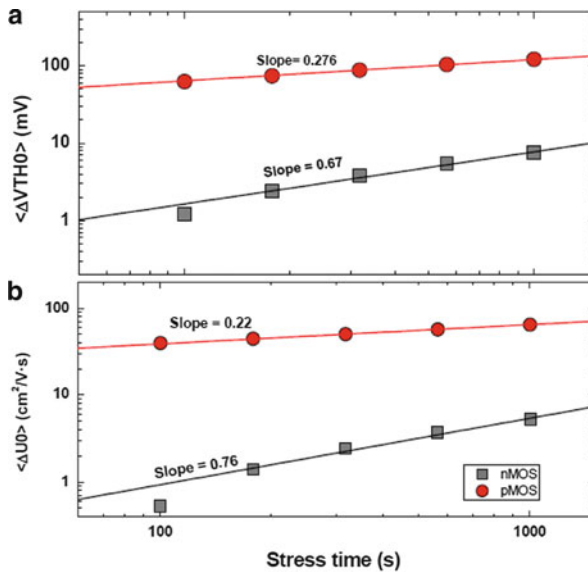 a
Slope= 0.276
100
Slope = 0.67
10
1
<ΔVTH0> (mV)
b
100
Slope = 0.22
10
Slope = 0.76
1
<ΔU0> (cm²/V·s)
nMOS
pMOS
100
1000
Stress time (s)